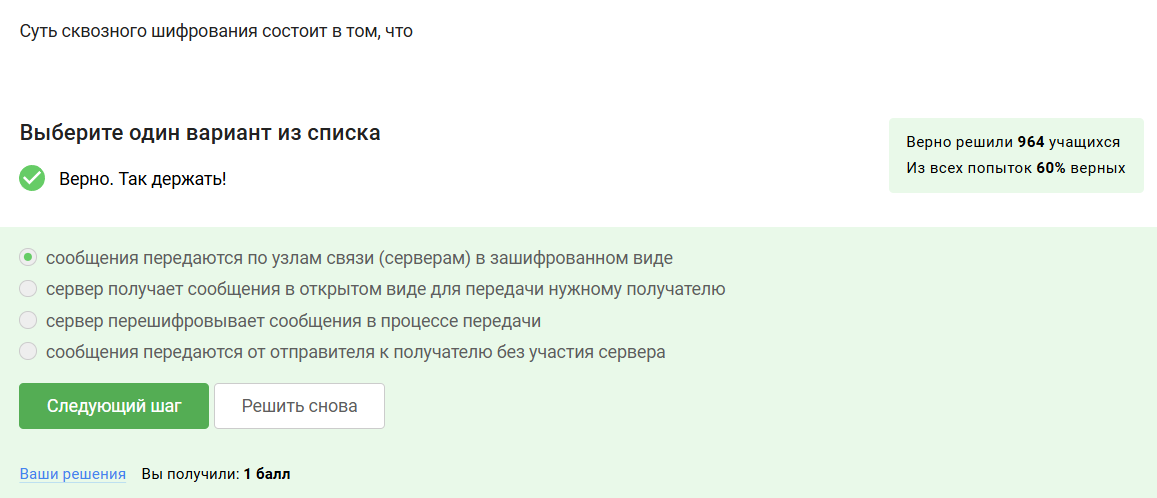 Суть сквозного шифрования состоит в том, что
Выберите один вариант из списка
Верно. Так держать!
Верно решили 964 учащихся
Из всех попыток 60% верных
сообщения передаются по узлам связи (серверам) в зашифрованном виде
сервер получает сообщения в открытом виде для передачи нужному получателю
сервер перешифровывает сообщения в процессе передачи
сообщения передаются от отправителя к получателю без участия сервера
Следующий шаг Решить снова
Ваши решения Вы получили: 1 балл